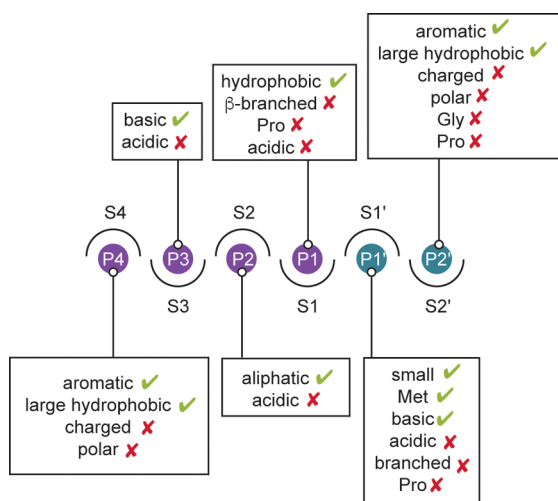 aromatic ✔
large hydrophobic ✔
charged ✘
polar ✘
Gly ✘
Pro ✘
hydrophobic ✔
β-branched ✘
Pro ✘
acidic ✘
basic ✔
acidic ✘
S4 S2 S1'
P4 P3 P2 P1 P1' P2'
S3 S1 S2'
aromatic ✔
large hydrophobic ✔
charged ✘
polar ✘
aliphatic ✔
acidic ✘
small ✔
Met ✔
basic ✔
acidic ✘
branched ✘
Pro ✘